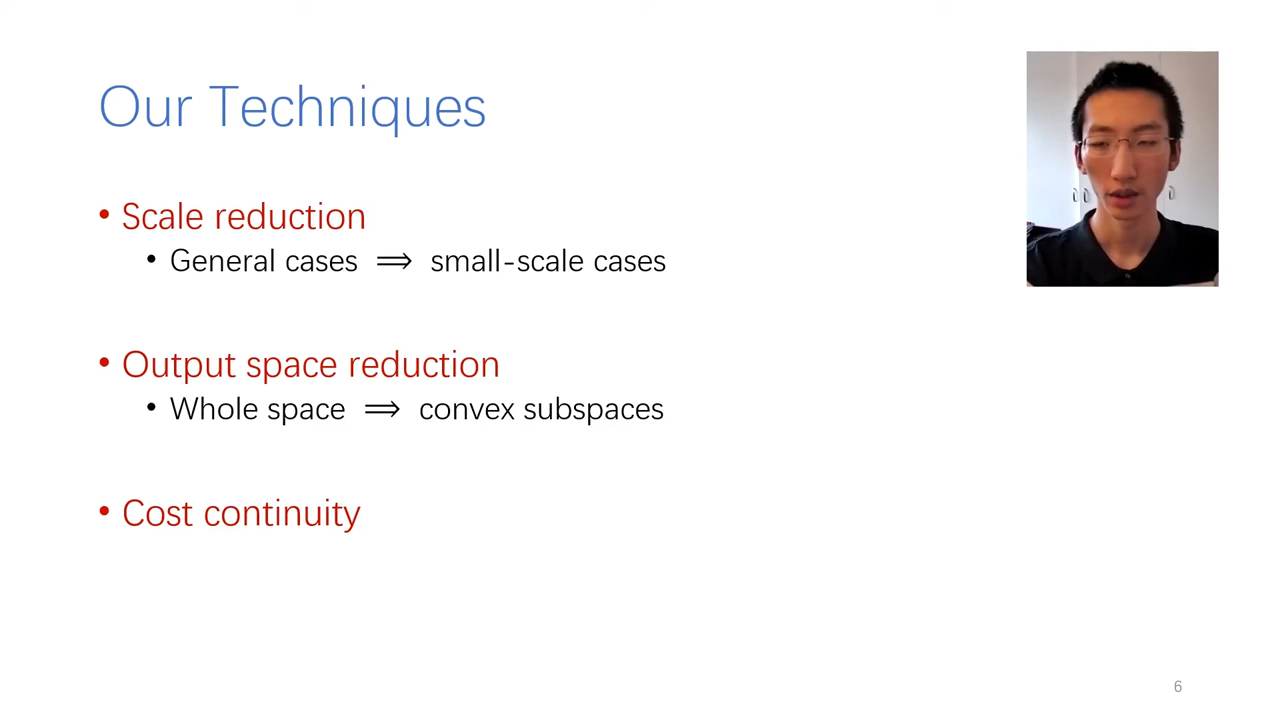 Our Techniques
• Scale reduction
• General cases ⟹ small-scale cases
• Output space reduction
• Whole space ⟹ convex subspaces
• Cost continuity
6